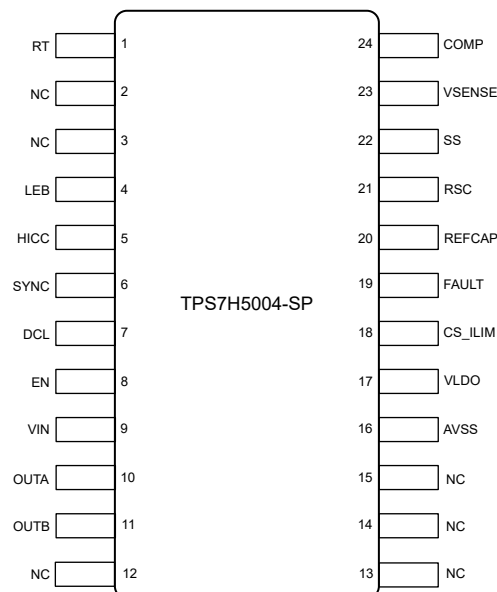 RT 1 24 COMP
NC 2 23 VSENSE
NC 3 22 SS
LEB 4 21 RSC
HICC 5 20 REFCAP
SYNC 6 19 FAULT
TPS7H5004-SP
DCL 7 18 CS_ILIM
EN 8 17 VLDO
VIN 9 16 AVSS
OUTA 10 15 NC
OUTB 11 14 NC
NC 12 13 NC